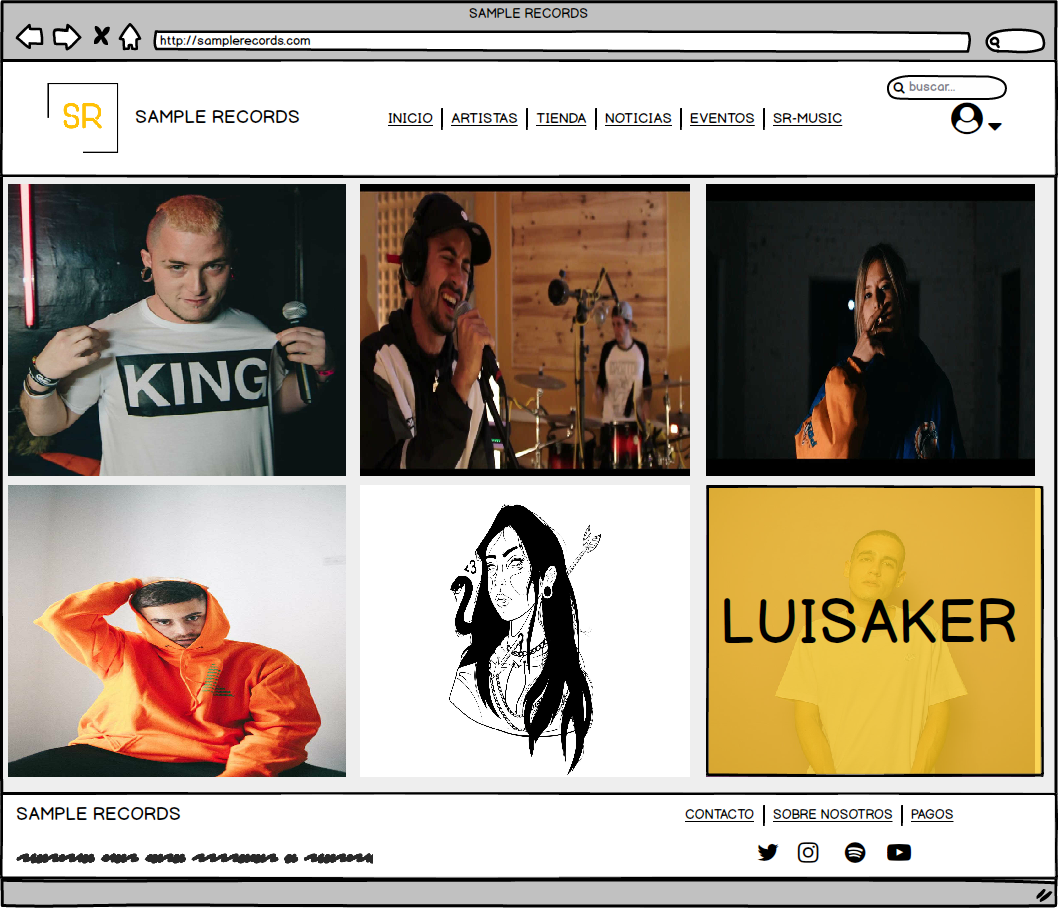 SAMPLE RECORDS
http://samplerecords.com
buscar...
SR
SAMPLE RECORDS
INICIO
ARTISTAS
TIENDA
NOTICIAS
EVENTOS
SR-MUSIC
KING
<3
LUISAKER
SAMPLE RECORDS
CONTACTO
SOBRE NOSOTROS
PAGOS